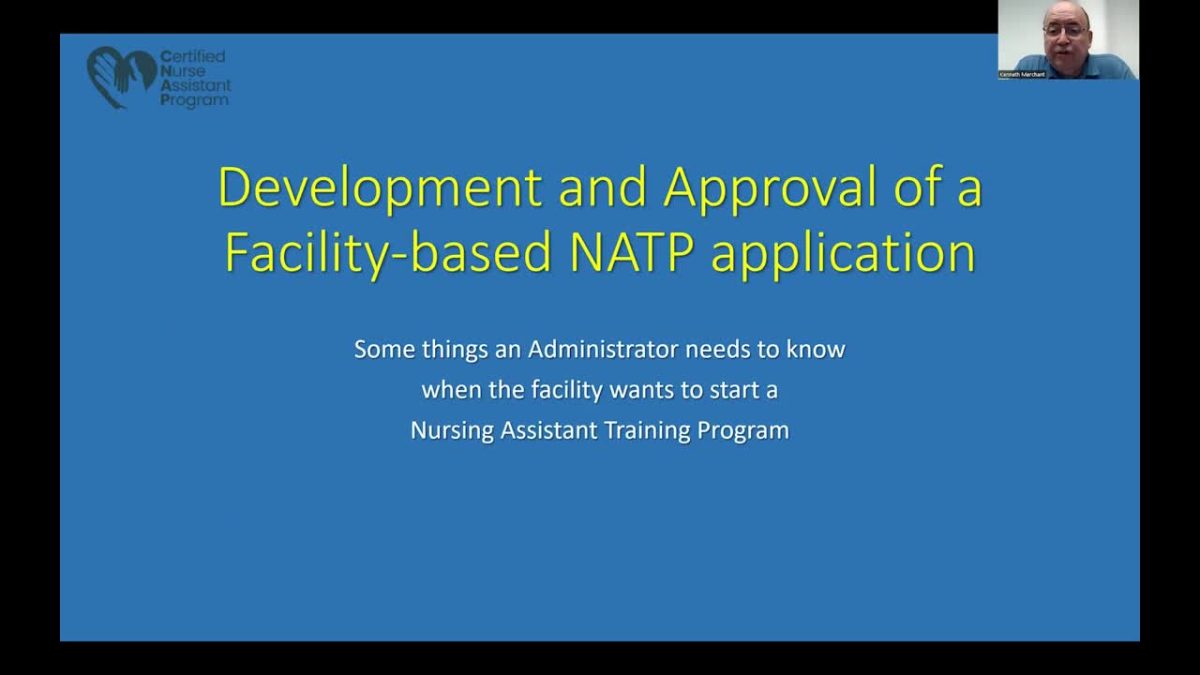 Certified
Nurse
Assistant
Program
Kenneth Merchant
Development and Approval of a
Facility-based NATP application
Some things an Administrator needs to know
when the facility wants to start a
Nursing Assistant Training Program